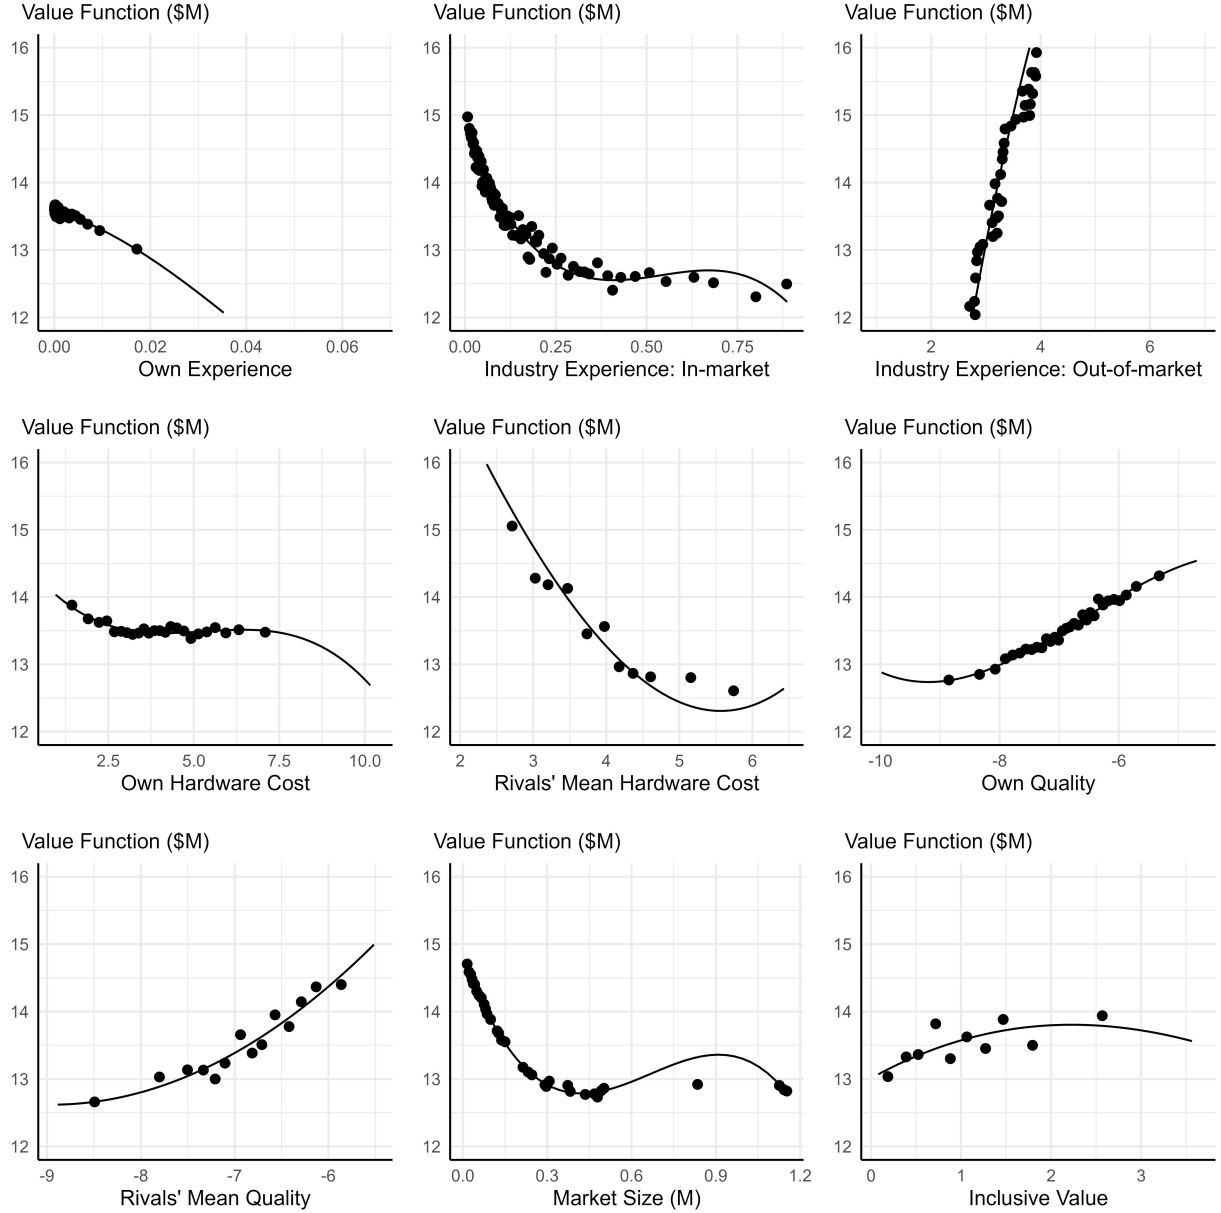 Value Function ($M) Value Function ($M) Value Function ($M)
16 16 16
15 15 15
14 14 14
13 13 13
12 12 12
0.00 0.02 0.04 0.06 0.00 0.25 0.50 0.75 2 4 6
Own Experience Industry Experience: In-market Industry Experience: Out-of-market
Value Function ($M) Value Function ($M) Value Function ($M)
16 16 16
15 15 15
14 14 14
13 13 13
12 12 12
2.5 5.0 7.5 10.0 2 3 4 5 6 -10 -8 -6
Own Hardware Cost Rivals' Mean Hardware Cost Own Quality
Value Function ($M) Value Function ($M) Value Function ($M)
16 16 16
15 15 15
14 14 14
13 13 13
12 12 12
-9 -8 -7 -6 0.0 0.3 0.6 0.9 1.2 0 1 2 3
Rivals' Mean Quality Market Size (M) Inclusive Value